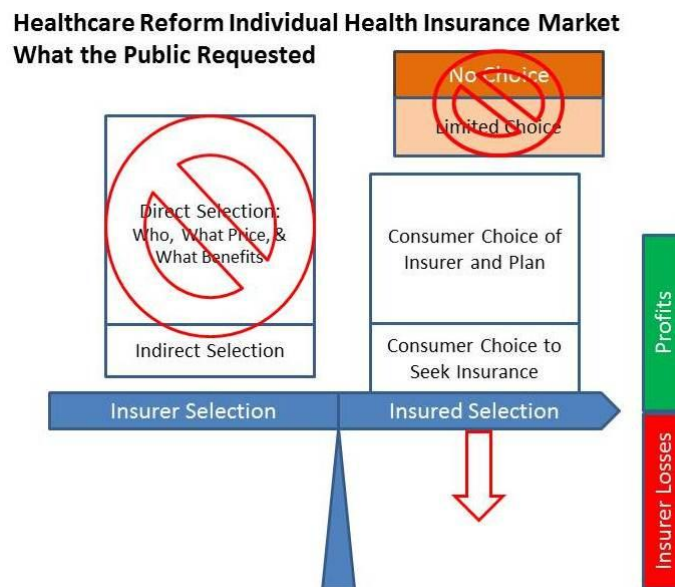 Healthcare Reform Individual Health Insurance Market
What the Public Requested
No Choice
Limited Choice
Direct Selection:
Who, What Price, &
What Benefits
Indirect Selection
Consumer Choice of
Insurer and Plan
Consumer Choice to
Seek Insurance
Insurer Selection
Insured Selection
Profits
Insurer Losses